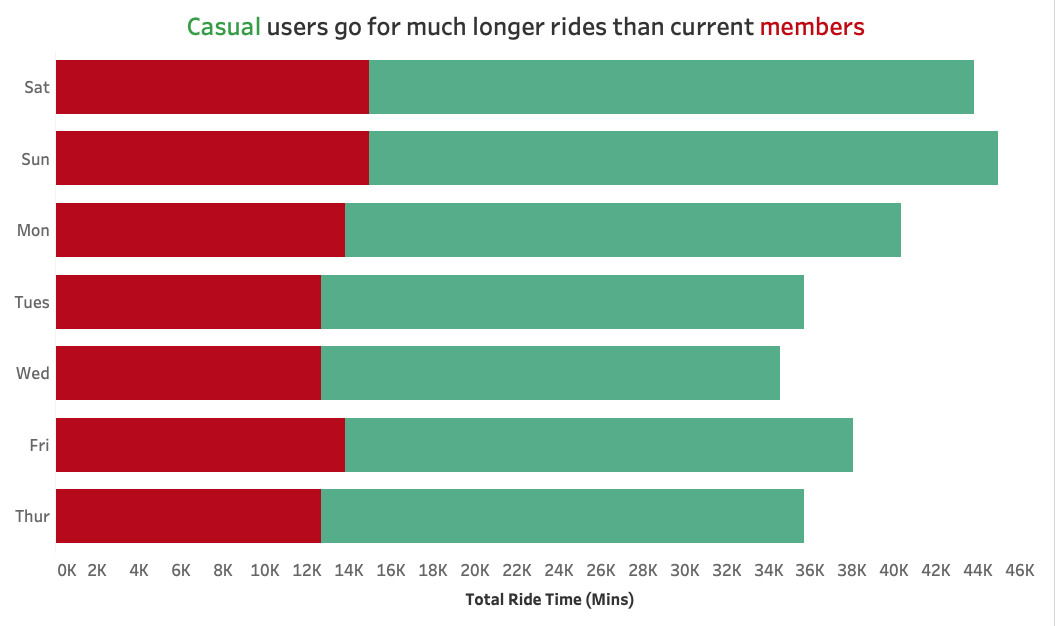 Casual users go for much longer rides than current members
Sat
Sun
Mon
Tues
Wed
Fri
Thur
0K 2K 4K 6K 8K 10K 12K 14K 16K 18K 20K 22K 24K 26K 28K 30K 32K 34K 36K 38K 40K 42K 44K 46K
Total Ride Time (Mins)